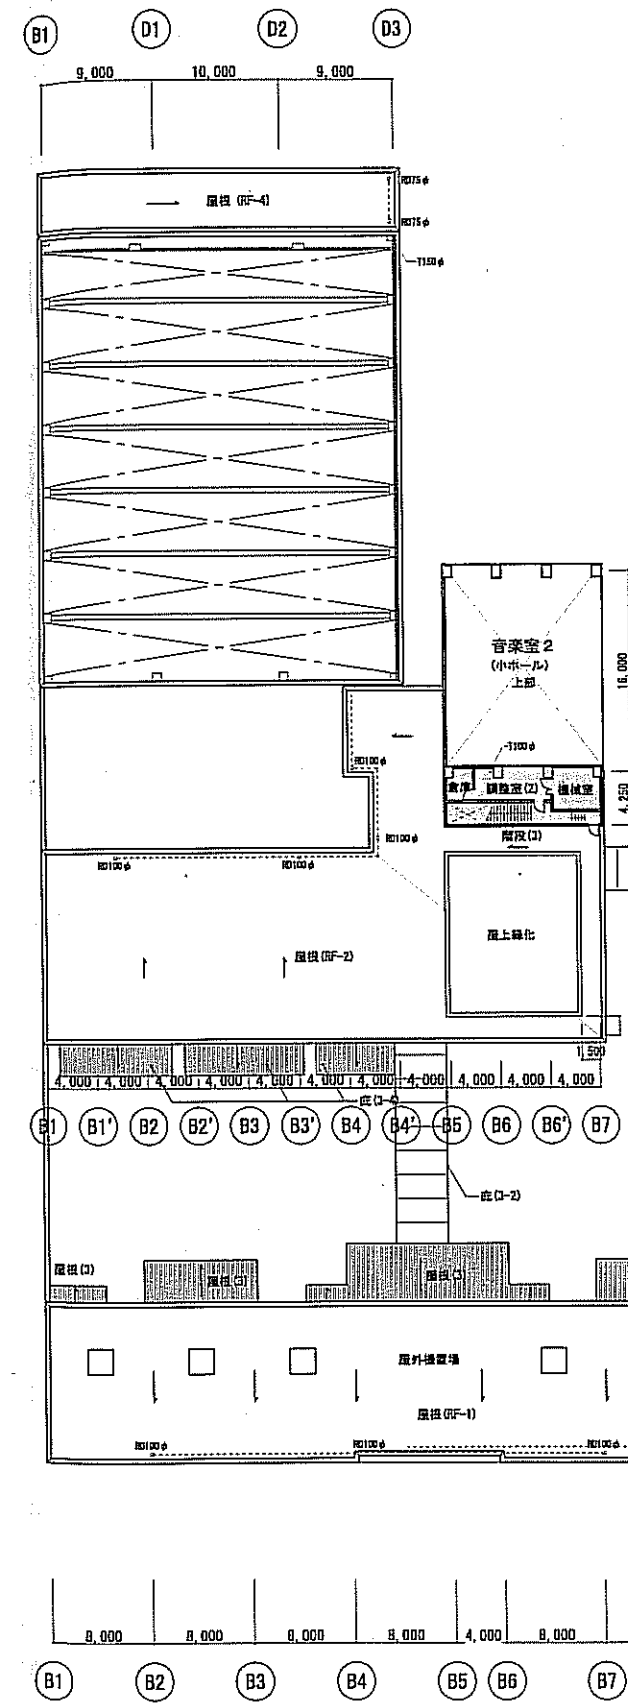 B1 D1 D2 D3
9,000 10,000 9,000
屋根 (RF-4)
RD75φ
RD75φ
T150φ
音楽室2
(小ホール)
上部
16,000
T100φ
倉庫 調整室(2) 機械室
4,250
階段(3)
RD100φ
RD100φ
RD100φ RD100φ
屋上緑化
屋根(RF-2)
1,500
4,000 4,000 4,000 4,000 4,000 4,000 4,000 4,000 4,000 4,000 4,000
庇(3-4)
B1 B1' B2 B2' B3 B3' B4 B4' B5 B6 B6' B7
庇(3-2)
屋根(3)
屋根(3)
屋根(3)
屋外機置場
屋根(RF-1)
RD100φ RD100φ RD100φ
8,000 8,000 8,000 8,000 4,000 8,000
B1 B2 B3 B4 B5 B6 B7